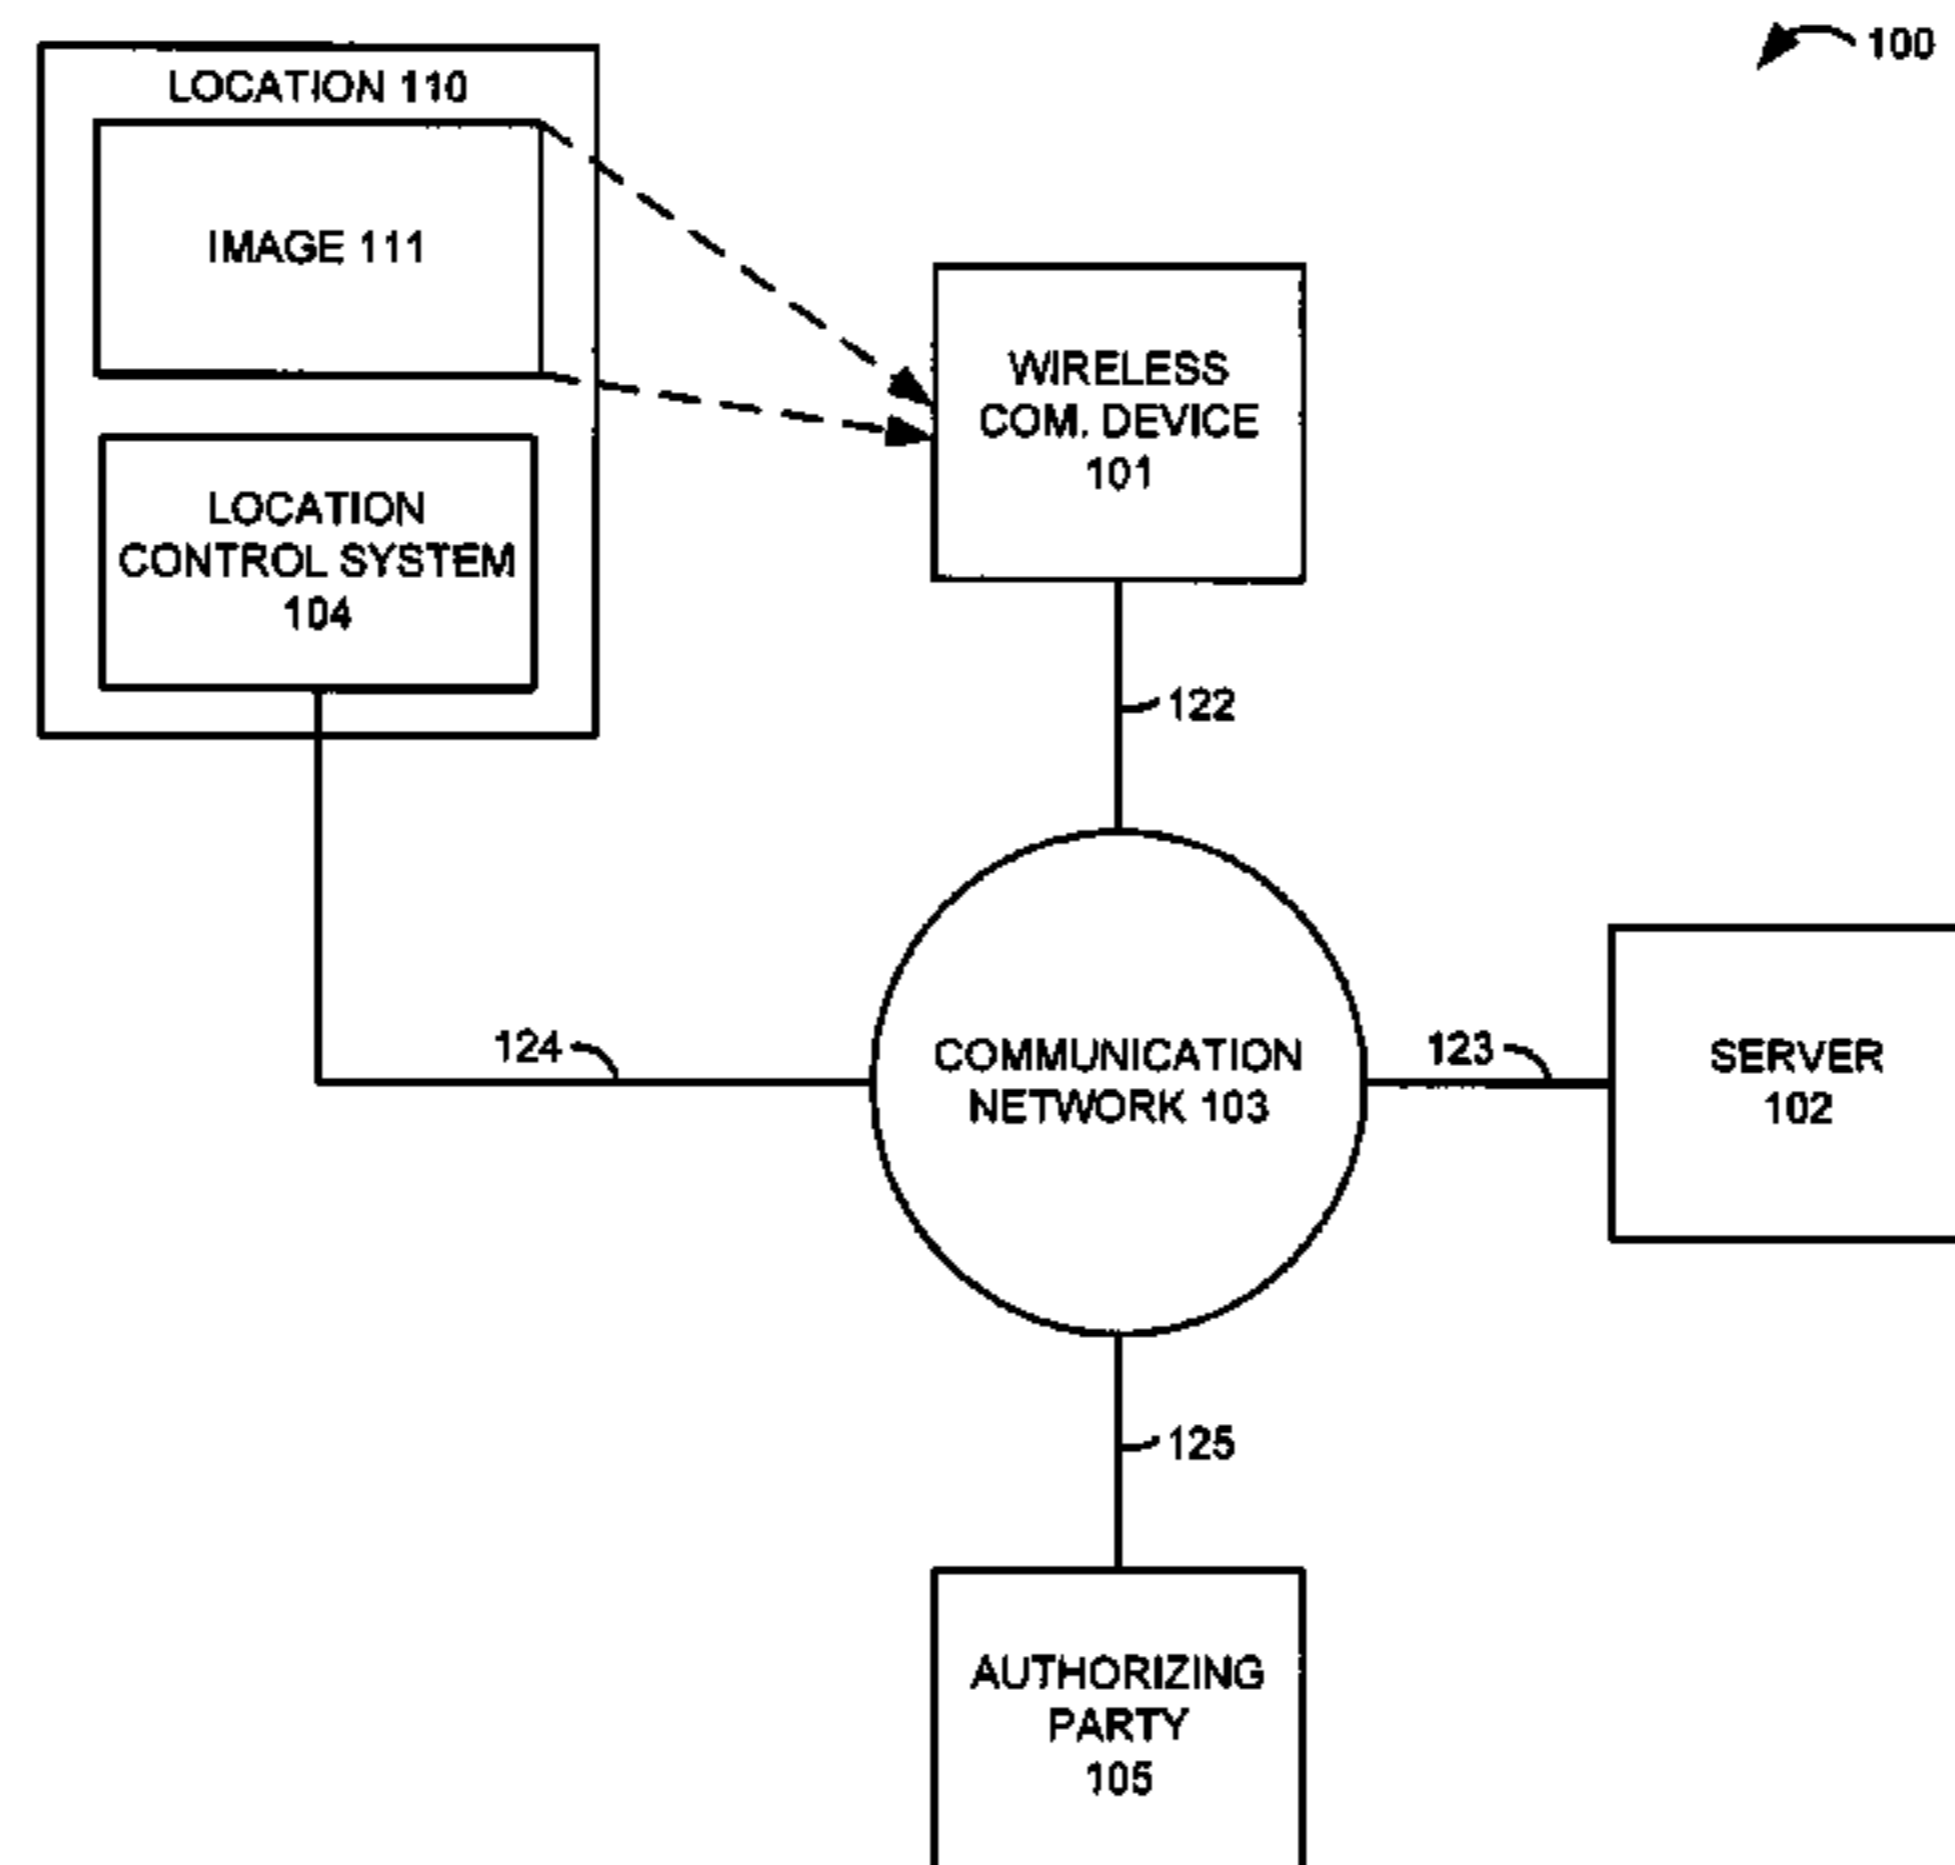 100
LOCATION 110
IMAGE 111
WIRELESS
COM. DEVICE
101
LOCATION
CONTROL SYSTEM
104
122
124
COMMUNICATION
NETWORK 103
123
SERVER
102
125
AUTHORIZING
PARTY
105